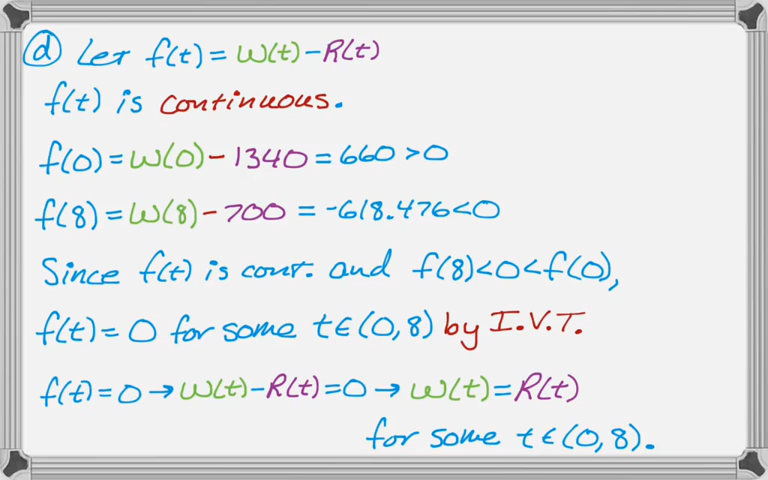 d Let f(t) = W(t) - R(t)
f(t) is continuous.
f(0) = W(0) - 1340 = 660 > 0
f(8) = W(8) - 700 = -618.476 < 0
Since f(t) is cont. and f(8) < 0 < f(0),
f(t) = 0 for some t ∈ (0, 8) by I.V.T.
f(t) = 0 → W(t) - R(t) = 0 → W(t) = R(t)
for some t ∈ (0, 8).